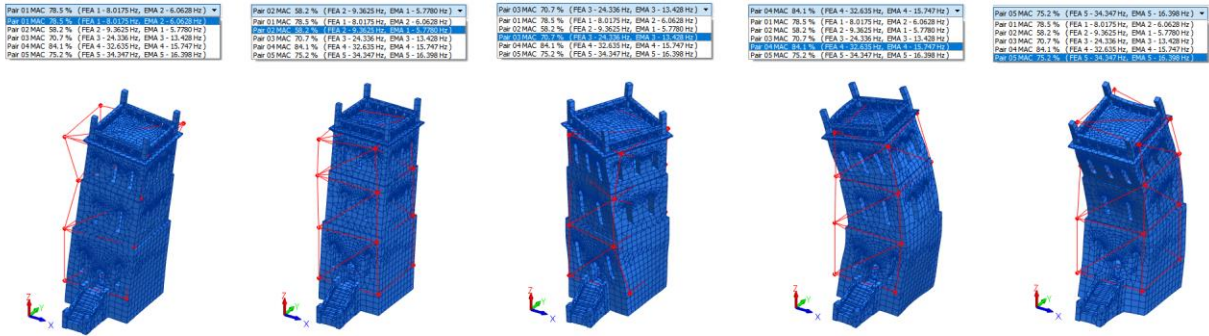 Pair 01 MAC 78.5 % (FEA 1 - 8.0175 Hz, EMA 2 - 6.0628 Hz )
Pair 01 MAC 78.5 % (FEA 1 - 8.0175 Hz, EMA 2 - 6.0628 Hz )
Pair 02 MAC 58.2 % (FEA 2 - 9.3625 Hz, EMA 1 - 5.7780 Hz )
Pair 03 MAC 70.7 % (FEA 3 - 24.336 Hz, EMA 3 - 13.428 Hz )
Pair 04 MAC 84.1 % (FEA 4 - 32.635 Hz, EMA 4 - 15.747 Hz )
Pair 05 MAC 75.2 % (FEA 5 - 34.347 Hz, EMA 5 - 16.398 Hz )
Z
Y
X
Pair 02 MAC 58.2 % (FEA 2 - 9.3625 Hz, EMA 1 - 5.7780 Hz )
Pair 01 MAC 78.5 % (FEA 1 - 8.0175 Hz, EMA 2 - 6.0628 Hz )
Pair 02 MAC 58.2 % (FEA 2 - 9.3625 Hz, EMA 1 - 5.7780 Hz )
Pair 03 MAC 70.7 % (FEA 3 - 24.336 Hz, EMA 3 - 13.428 Hz )
Pair 04 MAC 84.1 % (FEA 4 - 32.635 Hz, EMA 4 - 15.747 Hz )
Pair 05 MAC 75.2 % (FEA 5 - 34.347 Hz, EMA 5 - 16.398 Hz )
Z
Y
X
Pair 03 MAC 70.7 % (FEA 3 - 24.336 Hz, EMA 3 - 13.428 Hz )
Pair 01 MAC 78.5 % (FEA 1 - 8.0175 Hz, EMA 2 - 6.0628 Hz )
Pair 02 MAC 58.2 % (FEA 2 - 9.3625 Hz, EMA 1 - 5.7780 Hz )
Pair 03 MAC 70.7 % (FEA 3 - 24.336 Hz, EMA 3 - 13.428 Hz )
Pair 04 MAC 84.1 % (FEA 4 - 32.635 Hz, EMA 4 - 15.747 Hz )
Pair 05 MAC 75.2 % (FEA 5 - 34.347 Hz, EMA 5 - 16.398 Hz )
Z
Y
X
Pair 04 MAC 84.1 % (FEA 4 - 32.635 Hz, EMA 4 - 15.747 Hz )
Pair 01 MAC 78.5 % (FEA 1 - 8.0175 Hz, EMA 2 - 6.0628 Hz )
Pair 02 MAC 58.2 % (FEA 2 - 9.3625 Hz, EMA 1 - 5.7780 Hz )
Pair 03 MAC 70.7 % (FEA 3 - 24.336 Hz, EMA 3 - 13.428 Hz )
Pair 04 MAC 84.1 % (FEA 4 - 32.635 Hz, EMA 4 - 15.747 Hz )
Pair 05 MAC 75.2 % (FEA 5 - 34.347 Hz, EMA 5 - 16.398 Hz )
Z
Y
X
Pair 05 MAC 75.2 % (FEA 5 - 34.347 Hz, EMA 5 - 16.398 Hz )
Pair 01 MAC 78.5 % (FEA 1 - 8.0175 Hz, EMA 2 - 6.0628 Hz )
Pair 02 MAC 58.2 % (FEA 2 - 9.3625 Hz, EMA 1 - 5.7780 Hz )
Pair 03 MAC 70.7 % (FEA 3 - 24.336 Hz, EMA 3 - 13.428 Hz )
Pair 04 MAC 84.1 % (FEA 4 - 32.635 Hz, EMA 4 - 15.747 Hz )
Pair 05 MAC 75.2 % (FEA 5 - 34.347 Hz, EMA 5 - 16.398 Hz )
Z
Y
X